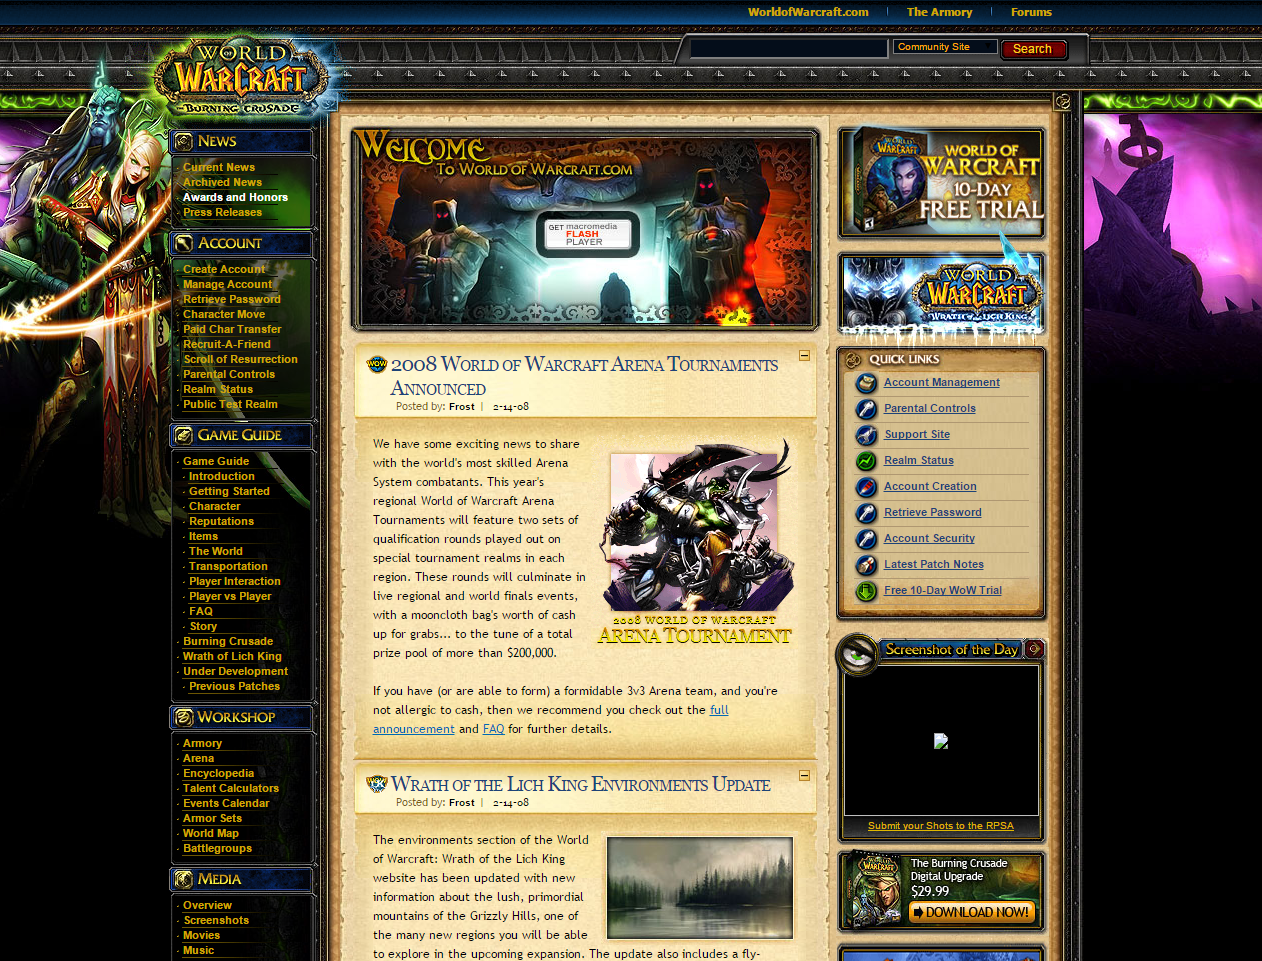 WorldofWarcraft.com | The Armory | Forums
Community Site
Search
World of Warcraft
The Burning Crusade
News
Current News
Archived News
Awards and Honors
Press Releases
Account
Create Account
Manage Account
Retrieve Password
Character Move
Paid Char Transfer
Recruit-A-Friend
Scroll of Resurrection
Parental Controls
Realm Status
Public Test Realm
Game Guide
Game Guide
Introduction
Getting Started
Character
Reputations
Items
The World
Transportation
Player Interaction
Player vs Player
FAQ
Story
Burning Crusade
Wrath of Lich King
Under Development
Previous Patches
Workshop
Armory
Arena
Encyclopedia
Talent Calculators
Events Calendar
Armor Sets
World Map
Battlegroups
Media
Overview
Screenshots
Movies
Music
Welcome
To World of Warcraft.com
GET macromedia
FLASH
PLAYER
WOW
2008 World of Warcraft Arena Tournaments
Announced
Posted by: Frost | 2-14-08
We have some exciting news to share
with the world's most skilled Arena
System combatants. This year's
regional World of Warcraft Arena
Tournaments will feature two sets of
qualification rounds played out on
special tournament realms in each
region. These rounds will culminate in
live regional and world finals events,
with a mooncloth bag's worth of cash
up for grabs... to the tune of a total
prize pool of more than $200,000.
2008 World of Warcraft
Arena Tournament
If you have (or are able to form) a formidable 3v3 Arena team, and you're
not allergic to cash, then we recommend you check out the full
announcement and FAQ for further details.
Wrath of the Lich King Environments Update
Posted by: Frost | 2-14-08
The environments section of the World
of Warcraft: Wrath of the Lich King
website has been updated with new
information about the lush, primordial
mountains of the Grizzly Hills, one of
the many new regions you will be able
to explore in the upcoming expansion. The update also includes a fly-
WORLD OF
WARCRAFT
10-DAY
FREE TRIAL
World of Warcraft
Wrath of the Lich King
QUICK LINKS
Account Management
Parental Controls
Support Site
Realm Status
Account Creation
Retrieve Password
Account Security
Latest Patch Notes
Free 10-Day WoW Trial
Screenshot of the Day
Submit your Shots to the RPSA
The Burning Crusade
Digital Upgrade
$29.99
DOWNLOAD NOW!